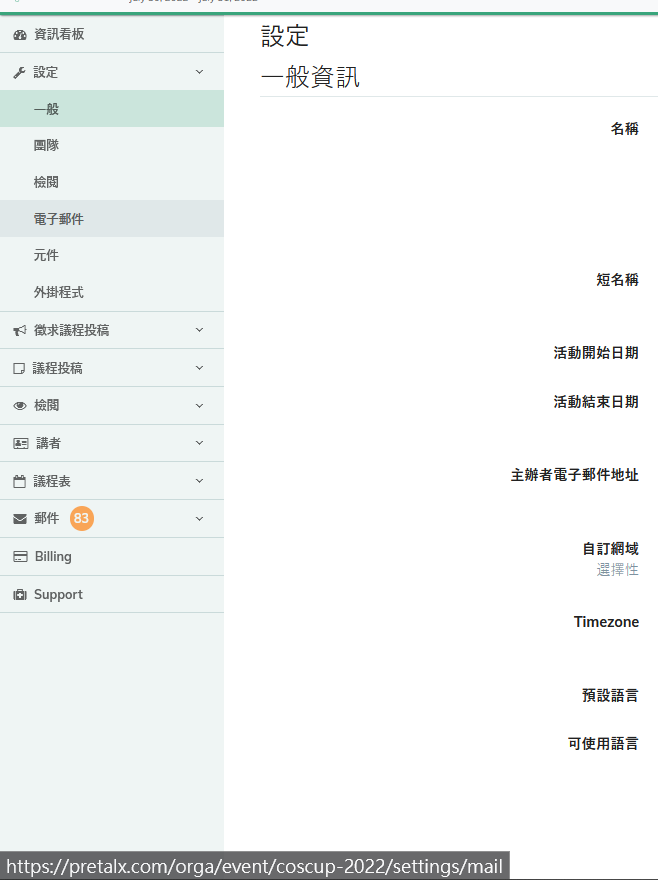 資訊看板
設定
一般
團隊
檢閱
電子郵件
元件
外掛程式
徵求議程投稿
議程投稿
檢閱
講者
議程表
郵件 83
Billing
Support
設定
一般資訊
名稱
短名稱
活動開始日期
活動結束日期
主辦者電子郵件地址
自訂網域
選擇性
Timezone
預設語言
可使用語言
https://pretalx.com/orga/event/coscup-2022/settings/mail